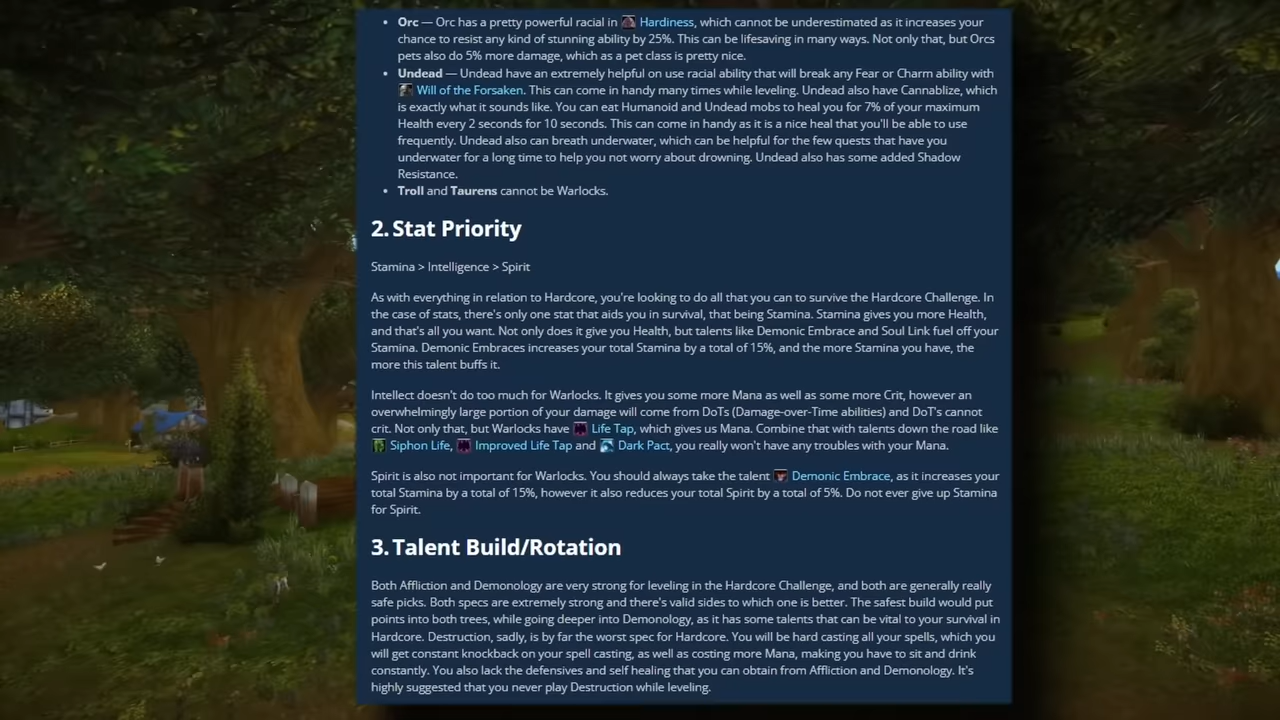 • Orc — Orc has a pretty powerful racial in Hardiness, which cannot be underestimated as it increases your
chance to resist any kind of stunning ability by 25%. This can be lifesaving in many ways. Not only that, but Orcs
pets also do 5% more damage, which as a pet class is pretty nice.
• Undead — Undead have an extremely helpful on use racial ability that will break any Fear or Charm ability with
Will of the Forsaken. This can come in handy many times while leveling. Undead also have Cannablize, which
is exactly what it sounds like. You can eat Humanoid and Undead mobs to heal you for 7% of your maximum
Health every 2 seconds for 10 seconds. This can come in handy as it is a nice heal that you'll be able to use
frequently. Undead also can breath underwater, which can be helpful for the few quests that have you
underwater for a long time to help you not worry about drowning. Undead also has some added Shadow
Resistance.
• Troll and Taurens cannot be Warlocks.
2. Stat Priority
Stamina > Intelligence > Spirit
As with everything in relation to Hardcore, you're looking to do all that you can to survive the Hardcore Challenge. In
the case of stats, there's only one stat that aids you in survival, that being Stamina. Stamina gives you more Health,
and that's all you want. Not only does it give you Health, but talents like Demonic Embrace and Soul Link fuel off your
Stamina. Demonic Embraces increases your total Stamina by a total of 15%, and the more Stamina you have, the
more this talent buffs it.
Intellect doesn't do too much for Warlocks. It gives you some more Mana as well as some more Crit, however an
overwhelmingly large portion of your damage will come from DoTs (Damage-over-Time abilities) and DoT's cannot
crit. Not only that, but Warlocks have Life Tap, which gives us Mana. Combine that with talents down the road like
Siphon Life, Improved Life Tap and Dark Pact, you really won't have any troubles with your Mana.
Spirit is also not important for Warlocks. You should always take the talent Demonic Embrace, as it increases your
total Stamina by a total of 15%, however it also reduces your total Spirit by a total of 5%. Do not ever give up Stamina
for Spirit.
3. Talent Build/Rotation
Both Affliction and Demonology are very strong for leveling in the Hardcore Challenge, and both are generally really
safe picks. Both specs are extremely strong and there's valid sides to which one is better. The safest build would put
points into both trees, while going deeper into Demonology, as it has some talents that can be vital to your survival in
Hardcore. Destruction, sadly, is by far the worst spec for Hardcore. You will be hard casting all your spells, which you
will get constant knockback on your spell casting, as well as costing more Mana, making you have to sit and drink
constantly. You also lack the defensives and self healing that you can obtain from Affliction and Demonology. It's
highly suggested that you never play Destruction while leveling.